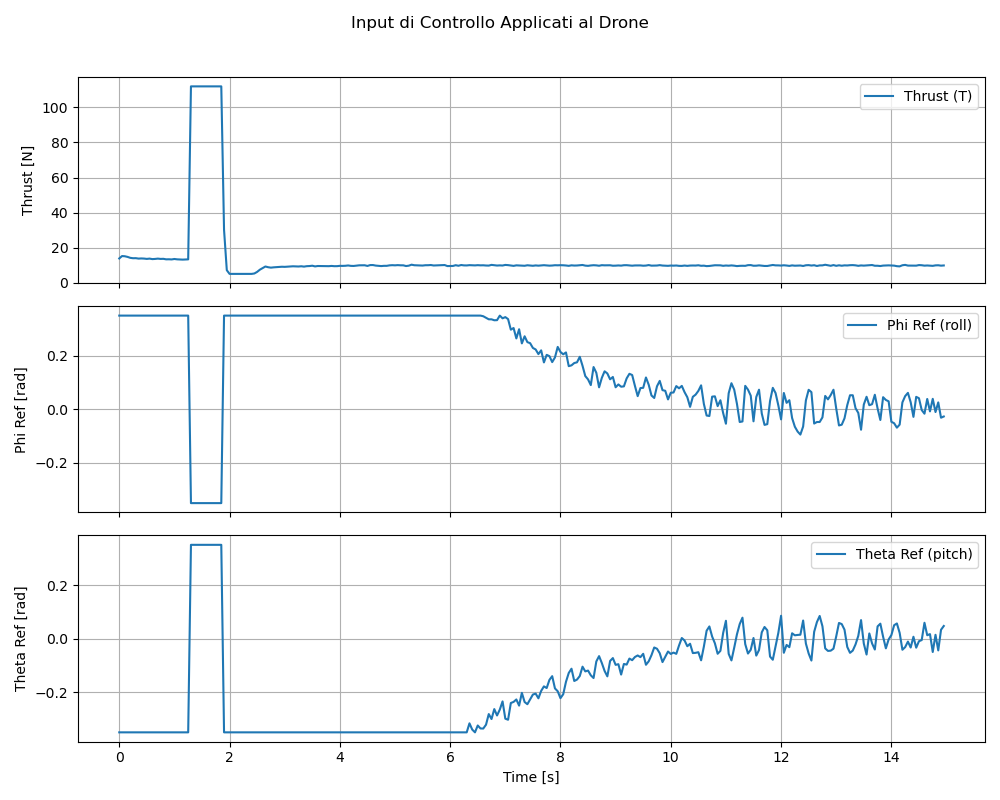 Input di Controllo Applicati al Drone
Thrust [N]
100
80
60
40
20
0
Thrust (T)
Phi Ref [rad]
0.2
0.0
−0.2
Phi Ref (roll)
Theta Ref [rad]
0.2
0.0
−0.2
Theta Ref (pitch)
0 2 4 6 8 10 12 14
Time [s]